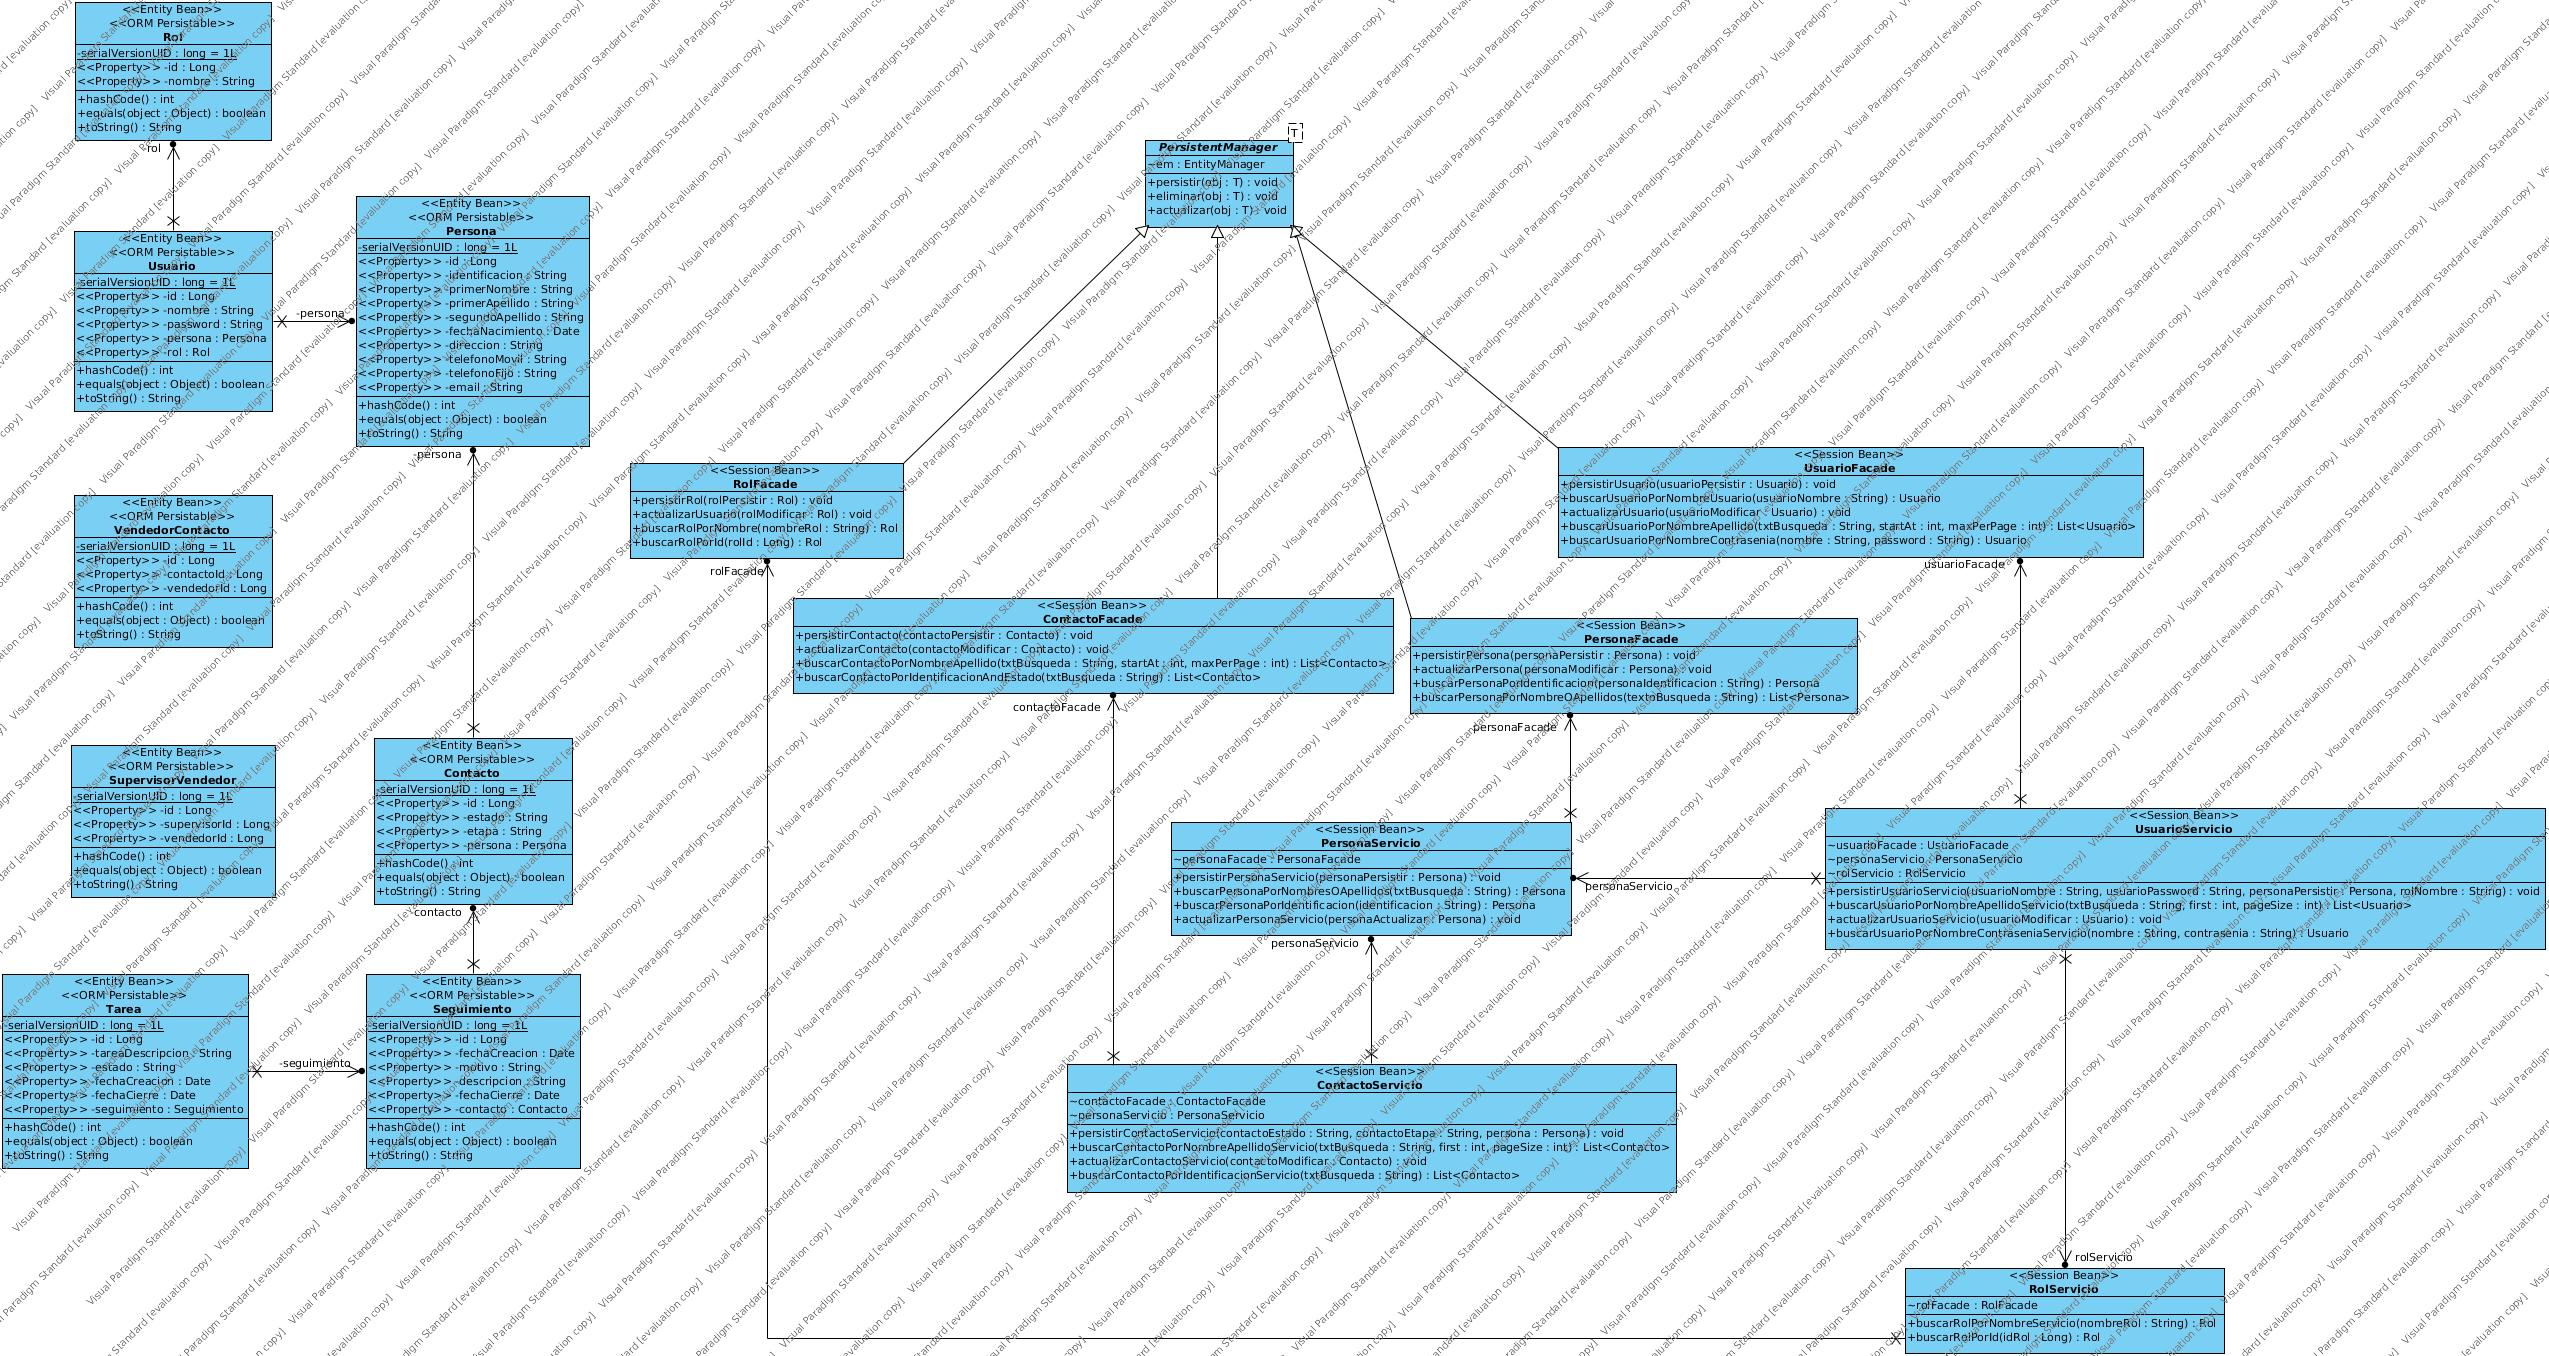 <<Entity Bean>>
<<ORM Persistable>>
Rol
-serialVersionUID : long = 1L
<<Property>> -id : Long
<<Property>> -nombre : String
+hashCode() : int
+equals(object : Object) : boolean
+toString() : String
rol
<<Entity Bean>>
<<ORM Persistable>>
Usuario
-serialVersionUID : long = 1L
<<Property>> -id : Long
<<Property>> -nombre : String
<<Property>> -password : String
<<Property>> -persona : Persona
<<Property>> -rol : Rol
+hashCode() : int
+equals(object : Object) : boolean
+toString() : String
-persona
<<Entity Bean>>
<<ORM Persistable>>
Persona
-serialVersionUID : long = 1L
<<Property>> -id : Long
<<Property>> -identificacion : String
<<Property>> -primerNombre : String
<<Property>> -primerApellido : String
<<Property>> -segundoApellido : String
<<Property>> -fechaNacimiento : Date
<<Property>> -direccion : String
<<Property>> -telefonoMovil : String
<<Property>> -telefonoFijo : String
<<Property>> -email : String
+hashCode() : int
+equals(object : Object) : boolean
+toString() : String
-persona
<<Entity Bean>>
<<ORM Persistable>>
VendedorContacto
-serialVersionUID : long = 1L
<<Property>> -id : Long
<<Property>> -contactoId : Long
<<Property>> -vendedorId : Long
+hashCode() : int
+equals(object : Object) : boolean
+toString() : String
<<Entity Bean>>
<<ORM Persistable>>
SupervisorVendedor
-serialVersionUID : long = 1L
<<Property>> -id : Long
<<Property>> -supervisorId : Long
<<Property>> -vendedorId : Long
+hashCode() : int
+equals(object : Object) : boolean
+toString() : String
<<Entity Bean>>
<<ORM Persistable>>
Contacto
-serialVersionUID : long = 1L
<<Property>> -id : Long
<<Property>> -estado : String
<<Property>> -etapa : String
<<Property>> -persona : Persona
+hashCode() : int
+equals(object : Object) : boolean
+toString() : String
contacto
<<Entity Bean>>
<<ORM Persistable>>
Tarea
-serialVersionUID : long = 1L
<<Property>> -id : Long
<<Property>> -tareaDescripcion : String
<<Property>> -estado : String
<<Property>> -fechaCreacion : Date
<<Property>> -fechaCierre : Date
<<Property>> -seguimiento : Seguimiento
+hashCode() : int
+equals(object : Object) : boolean
+toString() : String
-seguimiento
<<Entity Bean>>
<<ORM Persistable>>
Seguimiento
-serialVersionUID : long = 1L
<<Property>> -id : Long
<<Property>> -fechaCreacion : Date
<<Property>> -motivo : String
<<Property>> -descripcion : String
<<Property>> -fechaCierre : Date
<<Property>> -contacto : Contacto
+hashCode() : int
+equals(object : Object) : boolean
+toString() : String
T
PersistentManager
~em : EntityManager
+persistir(obj : T) : void
+eliminar(obj : T) : void
+actualizar(obj : T) : void
<<Session Bean>>
RolFacade
+persistirRol(rolPersistir : Rol) : void
+actualizarUsuario(rolModificar : Rol) : void
+buscarRolPorNombre(nombreRol : String) : Rol
+buscarRolPorId(rolId : Long) : Rol
rolFacade
<<Session Bean>>
UsuarioFacade
+persistirUsuario(usuarioPersistir : Usuario) : void
+buscarUsuarioPorNombreUsuario(usuarioNombre : String) : Usuario
+actualizarUsuario(usuarioModificar : Usuario) : void
+buscarUsuarioPorNombreApellido(txtBusqueda : String, startAt : int, maxPerPage : int) : List<Usuario>
+buscarUsuarioPorNombreContrasenia(nombre : String, password : String) : Usuario
usuarioFacade
<<Session Bean>>
ContactoFacade
+persistirContacto(contactoPersistir : Contacto) : void
+actualizarContacto(contactoModificar : Contacto) : void
+buscarContactoPorNombreApellido(txtBusqueda : String, startAt : int, maxPerPage : int) : List<Contacto>
+buscarContactoPorIdentificacionAndEstado(txtBusqueda : String) : List<Contacto>
contactoFacade
<<Session Bean>>
PersonaFacade
+persistirPersona(personaPersistir : Persona) : void
+actualizarPersona(personaModificar : Persona) : void
+buscarPersonaPorIdentificacion(personaIdentificacion : String) : Persona
+buscarPersonaPorNombreOApellidos(textoBusqueda : String) : List<Persona>
personaFacade
<<Session Bean>>
PersonaServicio
~personaFacade : PersonaFacade
+persistirPersonaServicio(personaPersistir : Persona) : void
+buscarPersonaPorNombresOApellidos(txtBusqueda : String) : Persona
+buscarPersonaPorIdentificacion(identificacion : String) : Persona
+actualizarPersonaServicio(personaActualizar : Persona) : void
personaServicio
personaServicio
<<Session Bean>>
UsuarioServicio
~usuarioFacade : UsuarioFacade
~personaServicio : PersonaServicio
~rolServicio : RolServicio
+persistirUsuarioServicio(usuarioNombre : String, usuarioPassword : String, personaPersistir : Persona, rolNombre : String) : void
+buscarUsuarioPorNombreApellidoServicio(txtBusqueda : String, first : int, pageSize : int) : List<Usuario>
+actualizarUsuarioServicio(usuarioModificar : Usuario) : void
+buscarUsuarioPorNombreContraseniaServicio(nombre : String, contrasenia : String) : Usuario
<<Session Bean>>
ContactoServicio
~contactoFacade : ContactoFacade
~personaServicio : PersonaServicio
+persistirContactoServicio(contactoEstado : String, contactoEtapa : String, persona : Persona) : void
+buscarContactoPorNombreApellidoServicio(txtBusqueda : String, first : int, pageSize : int) : List<Contacto>
+actualizarContactoServicio(contactoModificar : Contacto) : void
+buscarContactoPorIdentificacionServicio(txtBusqueda : String) : List<Contacto>
rolServicio
<<Session Bean>>
RolServicio
~rolFacade : RolFacade
+buscarRolPorNombreServicio(nombreRol : String) : Rol
+buscarRolPorId(idRol : Long) : Rol
Visual Paradigm Standard [evaluation copy]